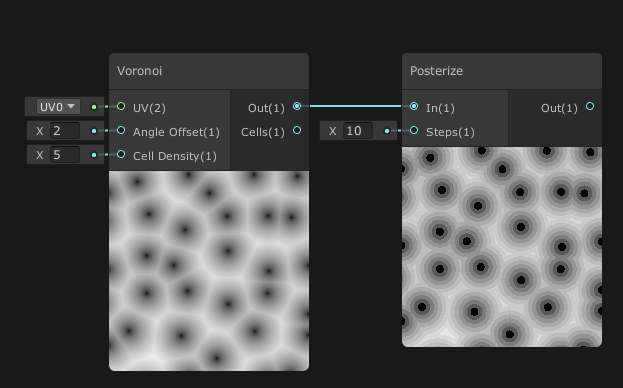 Voronoi
UV0 UV(2) Out(1)
X 2 Angle Offset(1) Cells(1)
X 5 Cell Density(1)
Posterize
In(1) Out(1)
X 10 Steps(1)